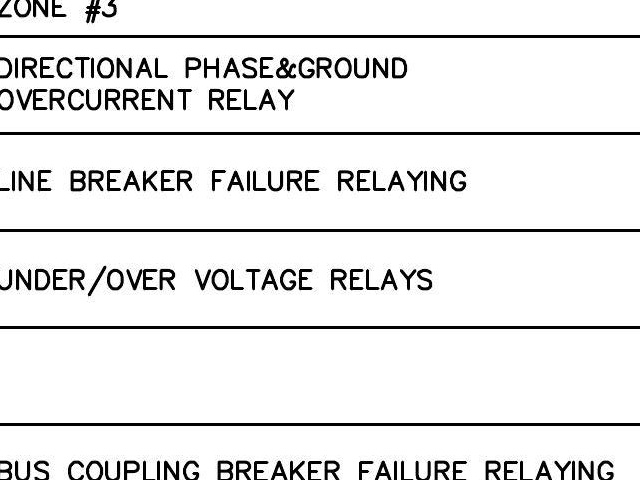 ZONE #3
DIRECTIONAL PHASE&GROUND
OVERCURRENT RELAY
LINE BREAKER FAILURE RELAYING
UNDER/OVER VOLTAGE RELAYS
BUS COUPLING BREAKER FAILURE RELAYING